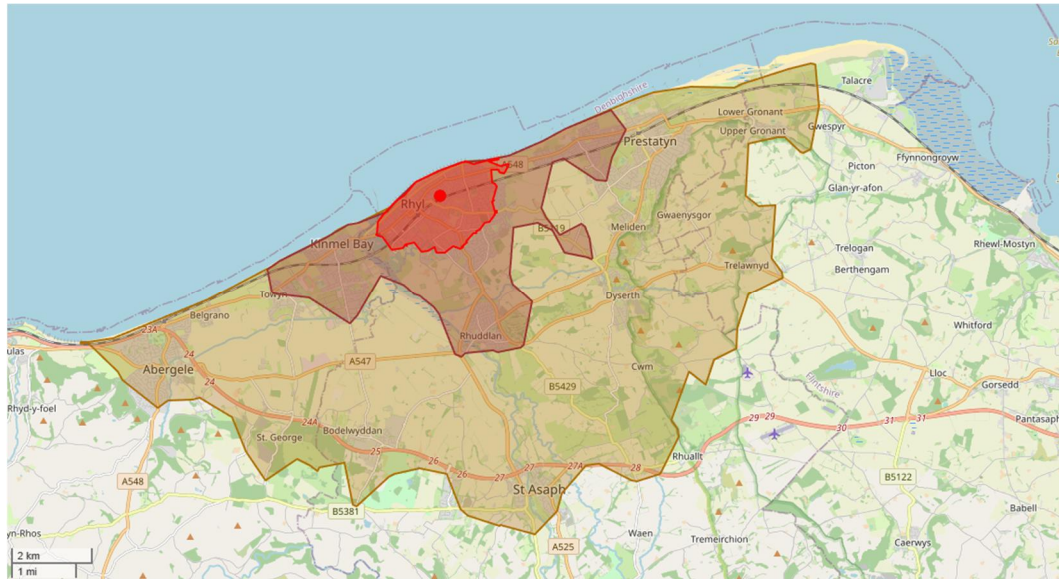 Talacre
Denbighshire
Lower Gronant
Upper Gronant
Gwespyr
Prestatyn
A548
Picton
Ffynnongroyw
Glan-yr-afon
Rhyl
Gwaenysgor
Meliden
Kinmel Bay
Trelogan
Rhewl-Mostyn
Trelawnyd
Berthengam
Towyn
Dyserth
Belgrano
23A
Rhuddlan
Whitford
24
A547
Abergele
Cwm
Lloc
24
B5429
Gorsedd
Rhyd-y-foel
Flintshire
24A
29
29
30
31
31
Pantasaph
St. George
Bodelwyddan
25
26
26
27
27
27A
28
Rhuallt
A548
St Asaph
B5122
B5381
Babell
yn-Rhos
Waen
Tremeirchion
Caerwys
A525
2 km
1 mi